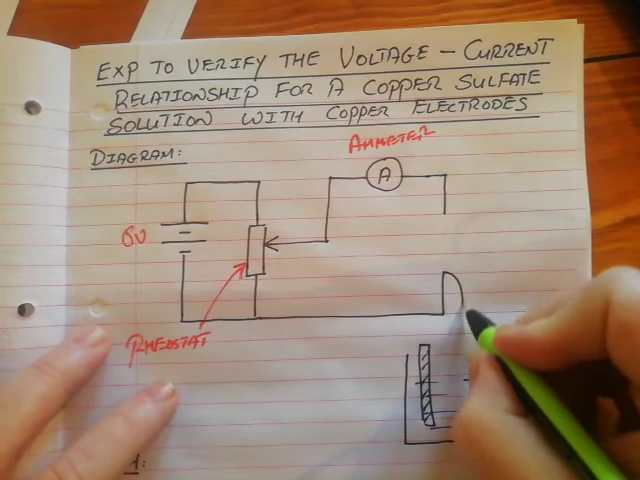 EXP TO VERIFY THE VOLTAGE - CURRENT
RELATIONSHIP FOR A COPPER SULFATE
SOLUTION WITH COPPER ELECTRODES
DIAGRAM:
AMMETER
A
6V
RHEOSTAT